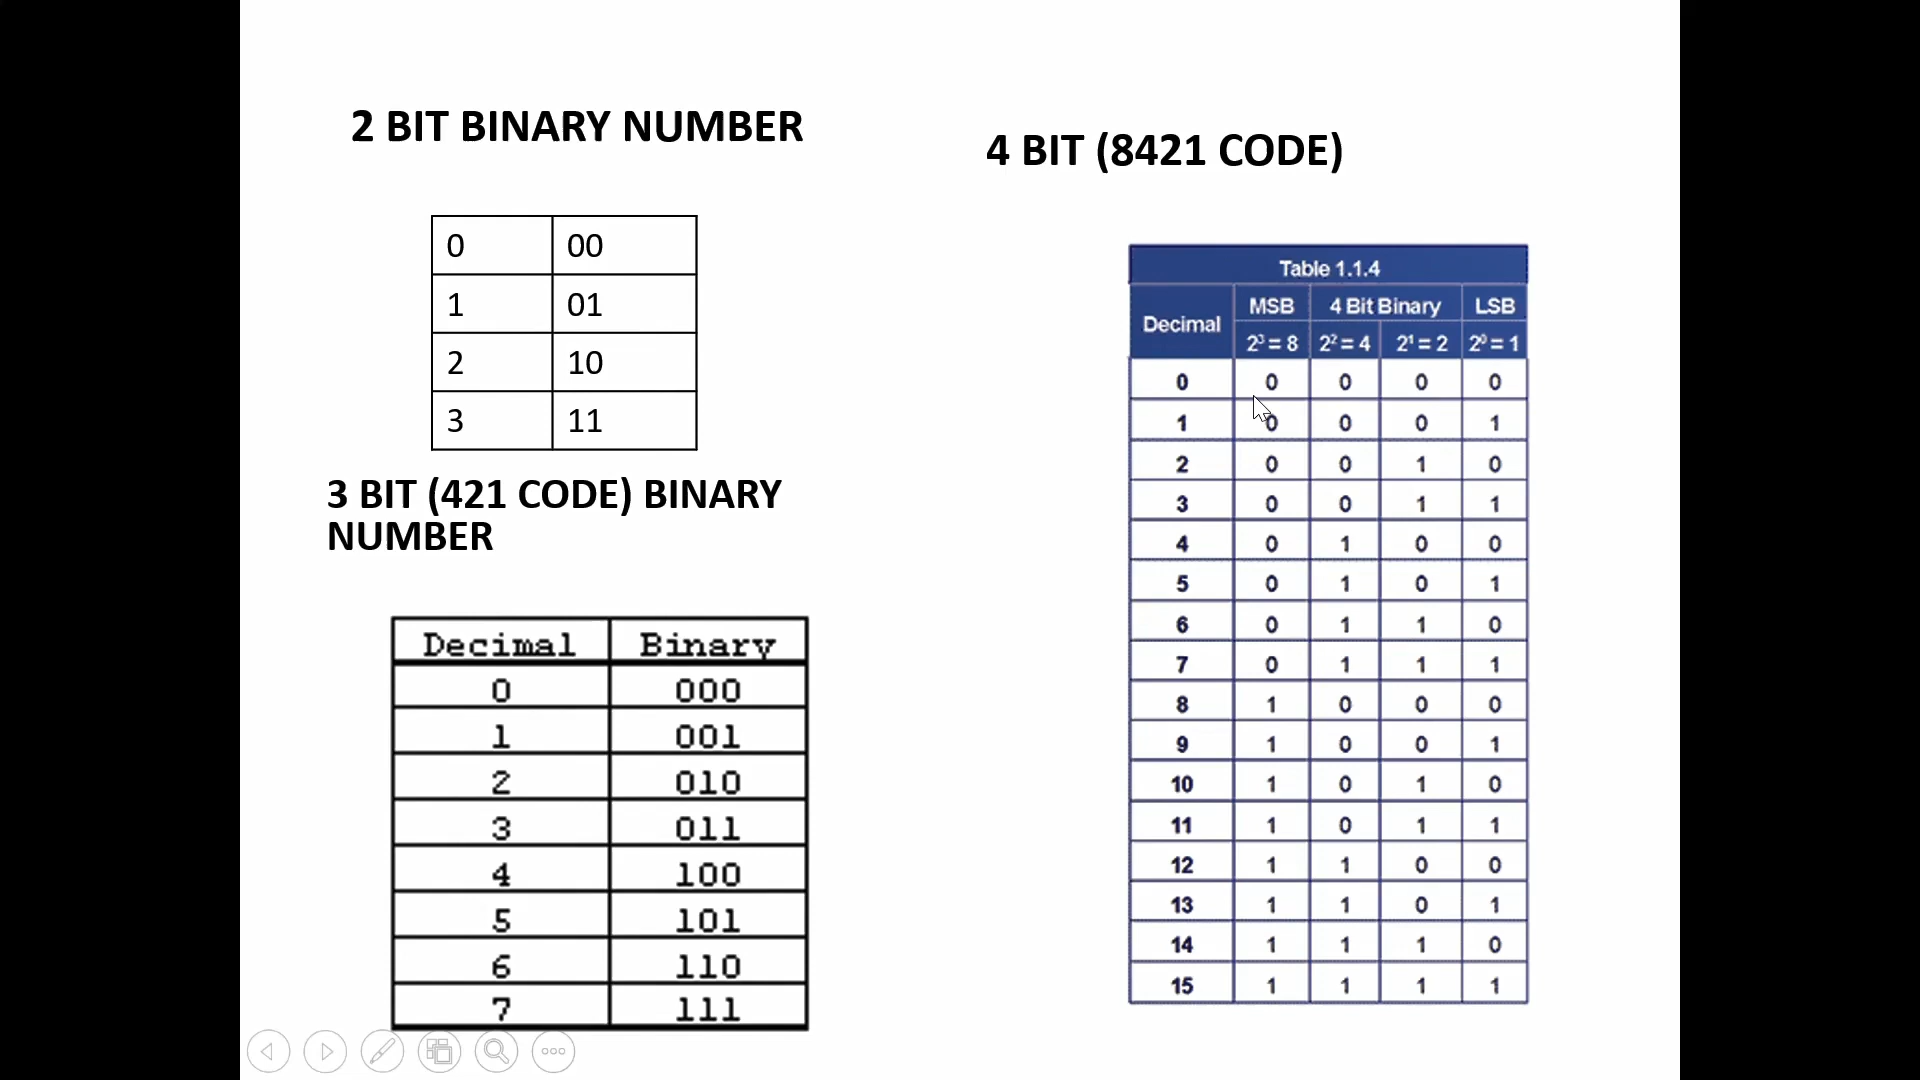 2 BIT BINARY NUMBER
0 00
1 01
2 10
3 11
3 BIT (421 CODE) BINARY
NUMBER
Decimal Binary
0 000
1 001
2 010
3 011
4 100
5 101
6 110
7 111
4 BIT (8421 CODE)
Table 1.1.4
Decimal MSB 4 Bit Binary LSB
2³ = 8 2² = 4 2¹ = 2 2⁰ = 1
0 0 0 0 0
1 0 0 0 1
2 0 0 1 0
3 0 0 1 1
4 0 1 0 0
5 0 1 0 1
6 0 1 1 0
7 0 1 1 1
8 1 0 0 0
9 1 0 0 1
10 1 0 1 0
11 1 0 1 1
12 1 1 0 0
13 1 1 0 1
14 1 1 1 0
15 1 1 1 1